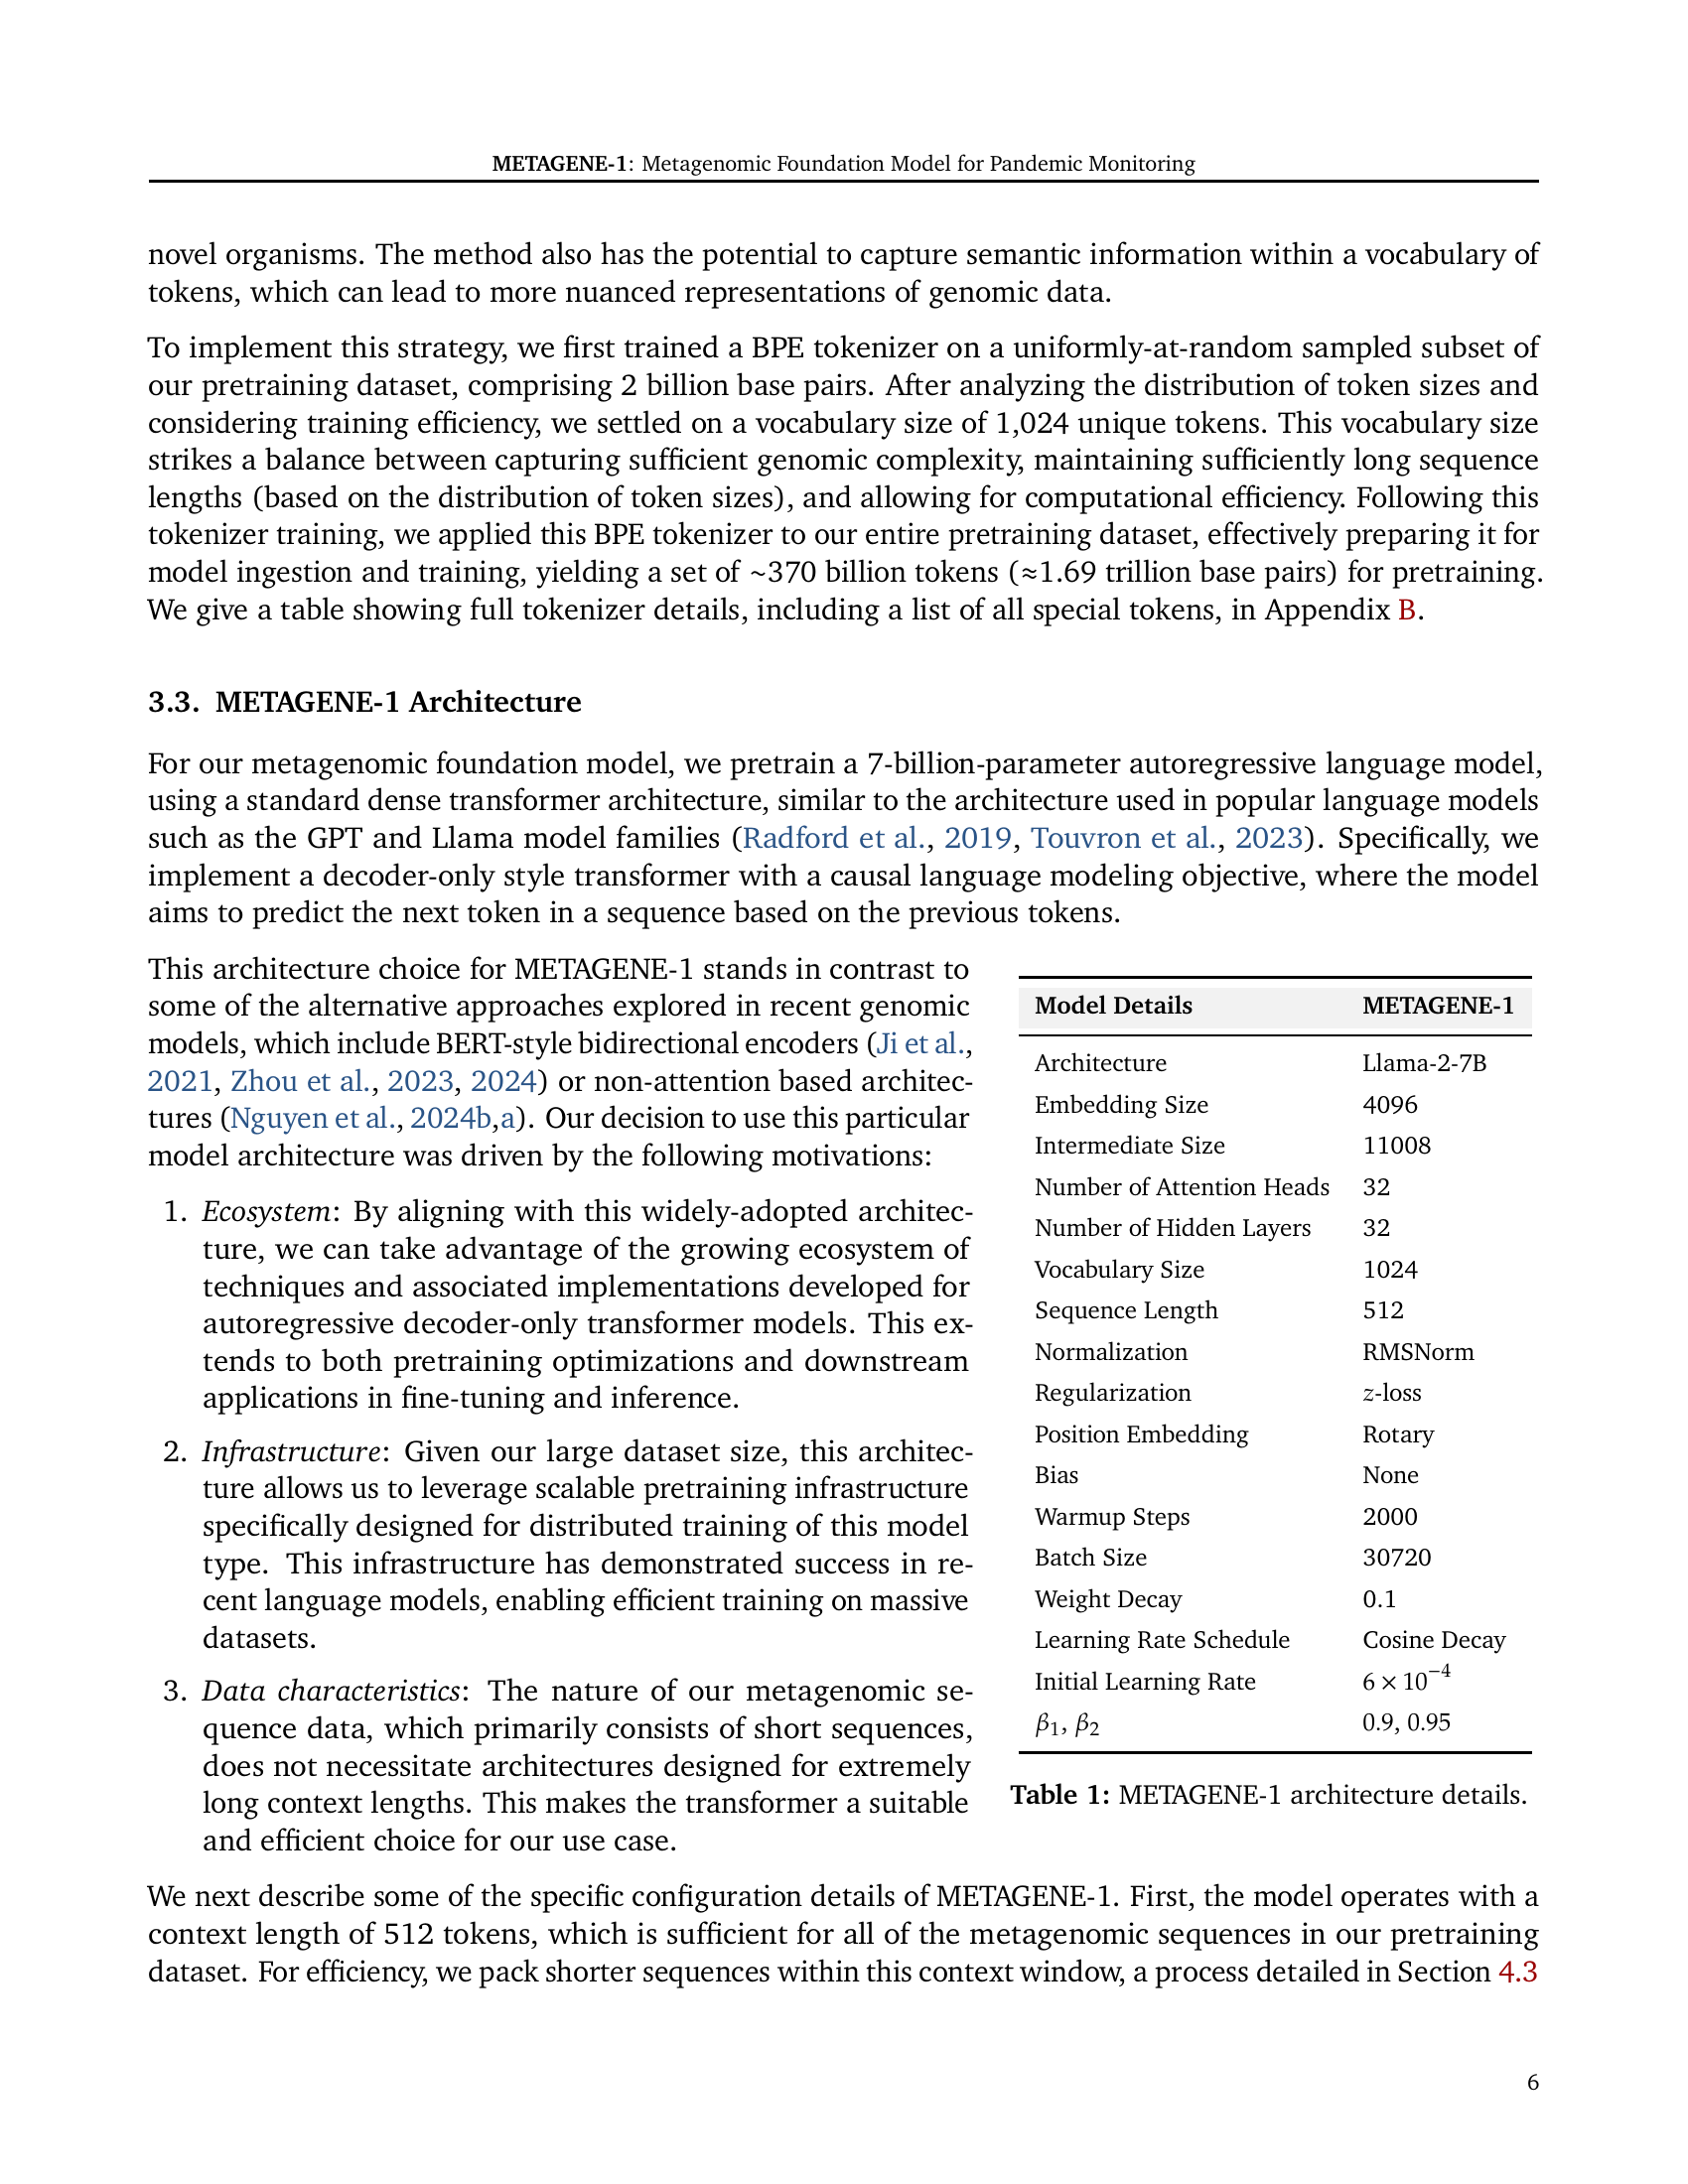 METAGENE-1: Metagenomic Foundation Model for Pandemic Monitoring
novel organisms. The method also has the potential to capture semantic information within a vocabulary of
tokens, which can lead to more nuanced representations of genomic data.
To implement this strategy, we first trained a BPE tokenizer on a uniformly-at-random sampled subset of
our pretraining dataset, comprising 2 billion base pairs. After analyzing the distribution of token sizes and
considering training efficiency, we settled on a vocabulary size of 1,024 unique tokens. This vocabulary size
strikes a balance between capturing sufficient genomic complexity, maintaining sufficiently long sequence
lengths (based on the distribution of token sizes), and allowing for computational efficiency. Following this
tokenizer training, we applied this BPE tokenizer to our entire pretraining dataset, effectively preparing it for
model ingestion and training, yielding a set of ~370 billion tokens (≈1.69 trillion base pairs) for pretraining.
We give a table showing full tokenizer details, including a list of all special tokens, in Appendix B.
3.3. METAGENE-1 Architecture
For our metagenomic foundation model, we pretrain a 7-billion-parameter autoregressive language model,
using a standard dense transformer architecture, similar to the architecture used in popular language models
such as the GPT and Llama model families (Radford et al., 2019, Touvron et al., 2023). Specifically, we
implement a decoder-only style transformer with a causal language modeling objective, where the model
aims to predict the next token in a sequence based on the previous tokens.
This architecture choice for METAGENE-1 stands in contrast to
some of the alternative approaches explored in recent genomic
models, which include BERT-style bidirectional encoders (Ji et al.,
2021, Zhou et al., 2023, 2024) or non-attention based architec-
tures (Nguyen et al., 2024b,a). Our decision to use this particular
model architecture was driven by the following motivations:
1. Ecosystem: By aligning with this widely-adopted architec-
ture, we can take advantage of the growing ecosystem of
techniques and associated implementations developed for
autoregressive decoder-only transformer models. This ex-
tends to both pretraining optimizations and downstream
applications in fine-tuning and inference.
2. Infrastructure: Given our large dataset size, this architec-
ture allows us to leverage scalable pretraining infrastructure
specifically designed for distributed training of this model
type. This infrastructure has demonstrated success in re-
cent language models, enabling efficient training on massive
datasets.
3. Data characteristics: The nature of our metagenomic se-
quence data, which primarily consists of short sequences,
does not necessitate architectures designed for extremely
long context lengths. This makes the transformer a suitable
and efficient choice for our use case.
Model Details METAGENE-1
Architecture Llama-2-7B
Embedding Size 4096
Intermediate Size 11008
Number of Attention Heads 32
Number of Hidden Layers 32
Vocabulary Size 1024
Sequence Length 512
Normalization RMSNorm
Regularization z-loss
Position Embedding Rotary
Bias None
Warmup Steps 2000
Batch Size 30720
Weight Decay 0.1
Learning Rate Schedule Cosine Decay
Initial Learning Rate 6 × 10⁻⁴
β₁, β₂ 0.9, 0.95
Table 1: METAGENE-1 architecture details.
We next describe some of the specific configuration details of METAGENE-1. First, the model operates with a
context length of 512 tokens, which is sufficient for all of the metagenomic sequences in our pretraining
dataset. For efficiency, we pack shorter sequences within this context window, a process detailed in Section 4.3
6